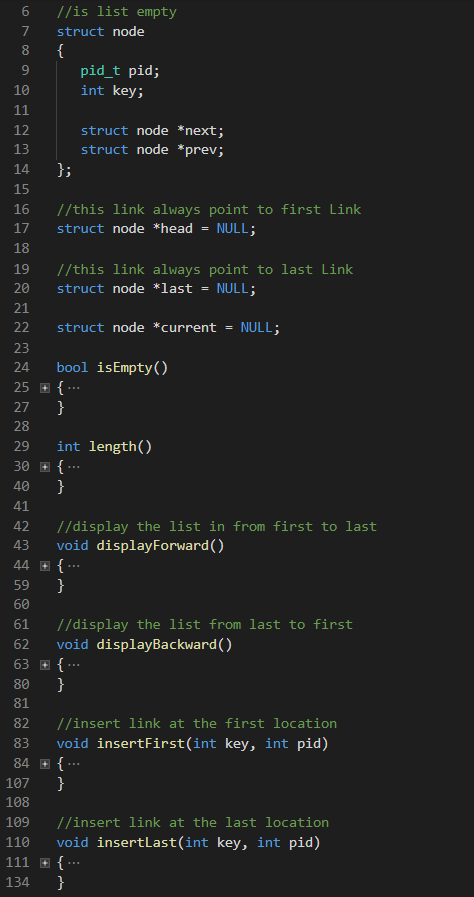 6 //is list empty
7 struct node
8 {
9 pid_t pid;
10 int key;
11
12 struct node *next;
13 struct node *prev;
14 };
15
16 //this link always point to first Link
17 struct node *head = NULL;
18
19 //this link always point to last Link
20 struct node *last = NULL;
21
22 struct node *current = NULL;
23
24 bool isEmpty()
25 {···
27 }
28
29 int length()
30 {···
40 }
41
42 //display the list in from first to last
43 void displayForward()
44 {···
59 }
60
61 //display the list from last to first
62 void displayBackward()
63 {···
80 }
81
82 //insert link at the first location
83 void insertFirst(int key, int pid)
84 {···
107 }
108
109 //insert link at the last location
110 void insertLast(int key, int pid)
111 {···
134 }